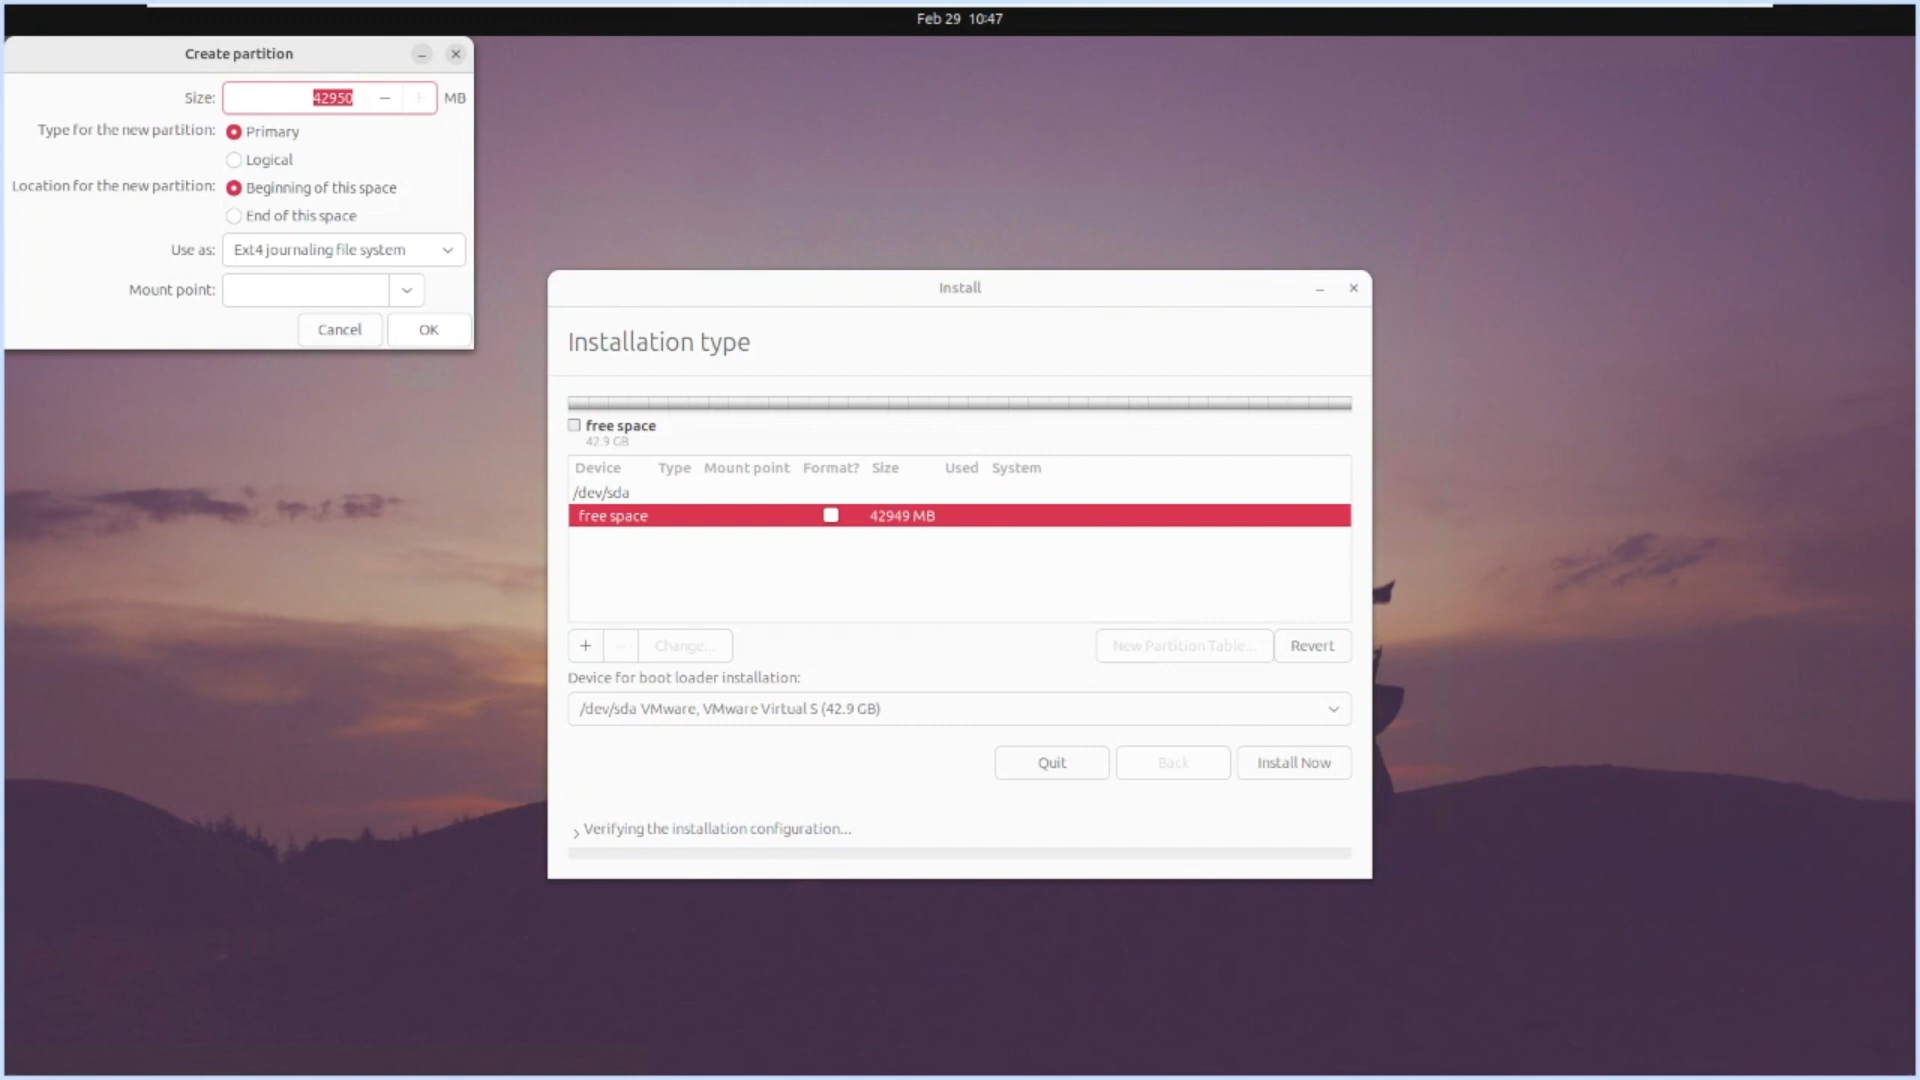 Feb 29 10:47
Create partition
Size: 42950 MB
Type for the new partition: Primary
Logical
Location for the new partition: Beginning of this space
End of this space
Use as: Ext4 journaling file system
Mount point:
Cancel OK
Install
Installation type
free space
42.9 GB
Device Type Mount point Format? Size Used System
/dev/sda
free space 42949 MB
+ − Change... New Partition Table... Revert
Device for boot loader installation:
/dev/sda VMware, VMware Virtual S (42.9 GB)
Quit Back Install Now
Verifying the installation configuration...